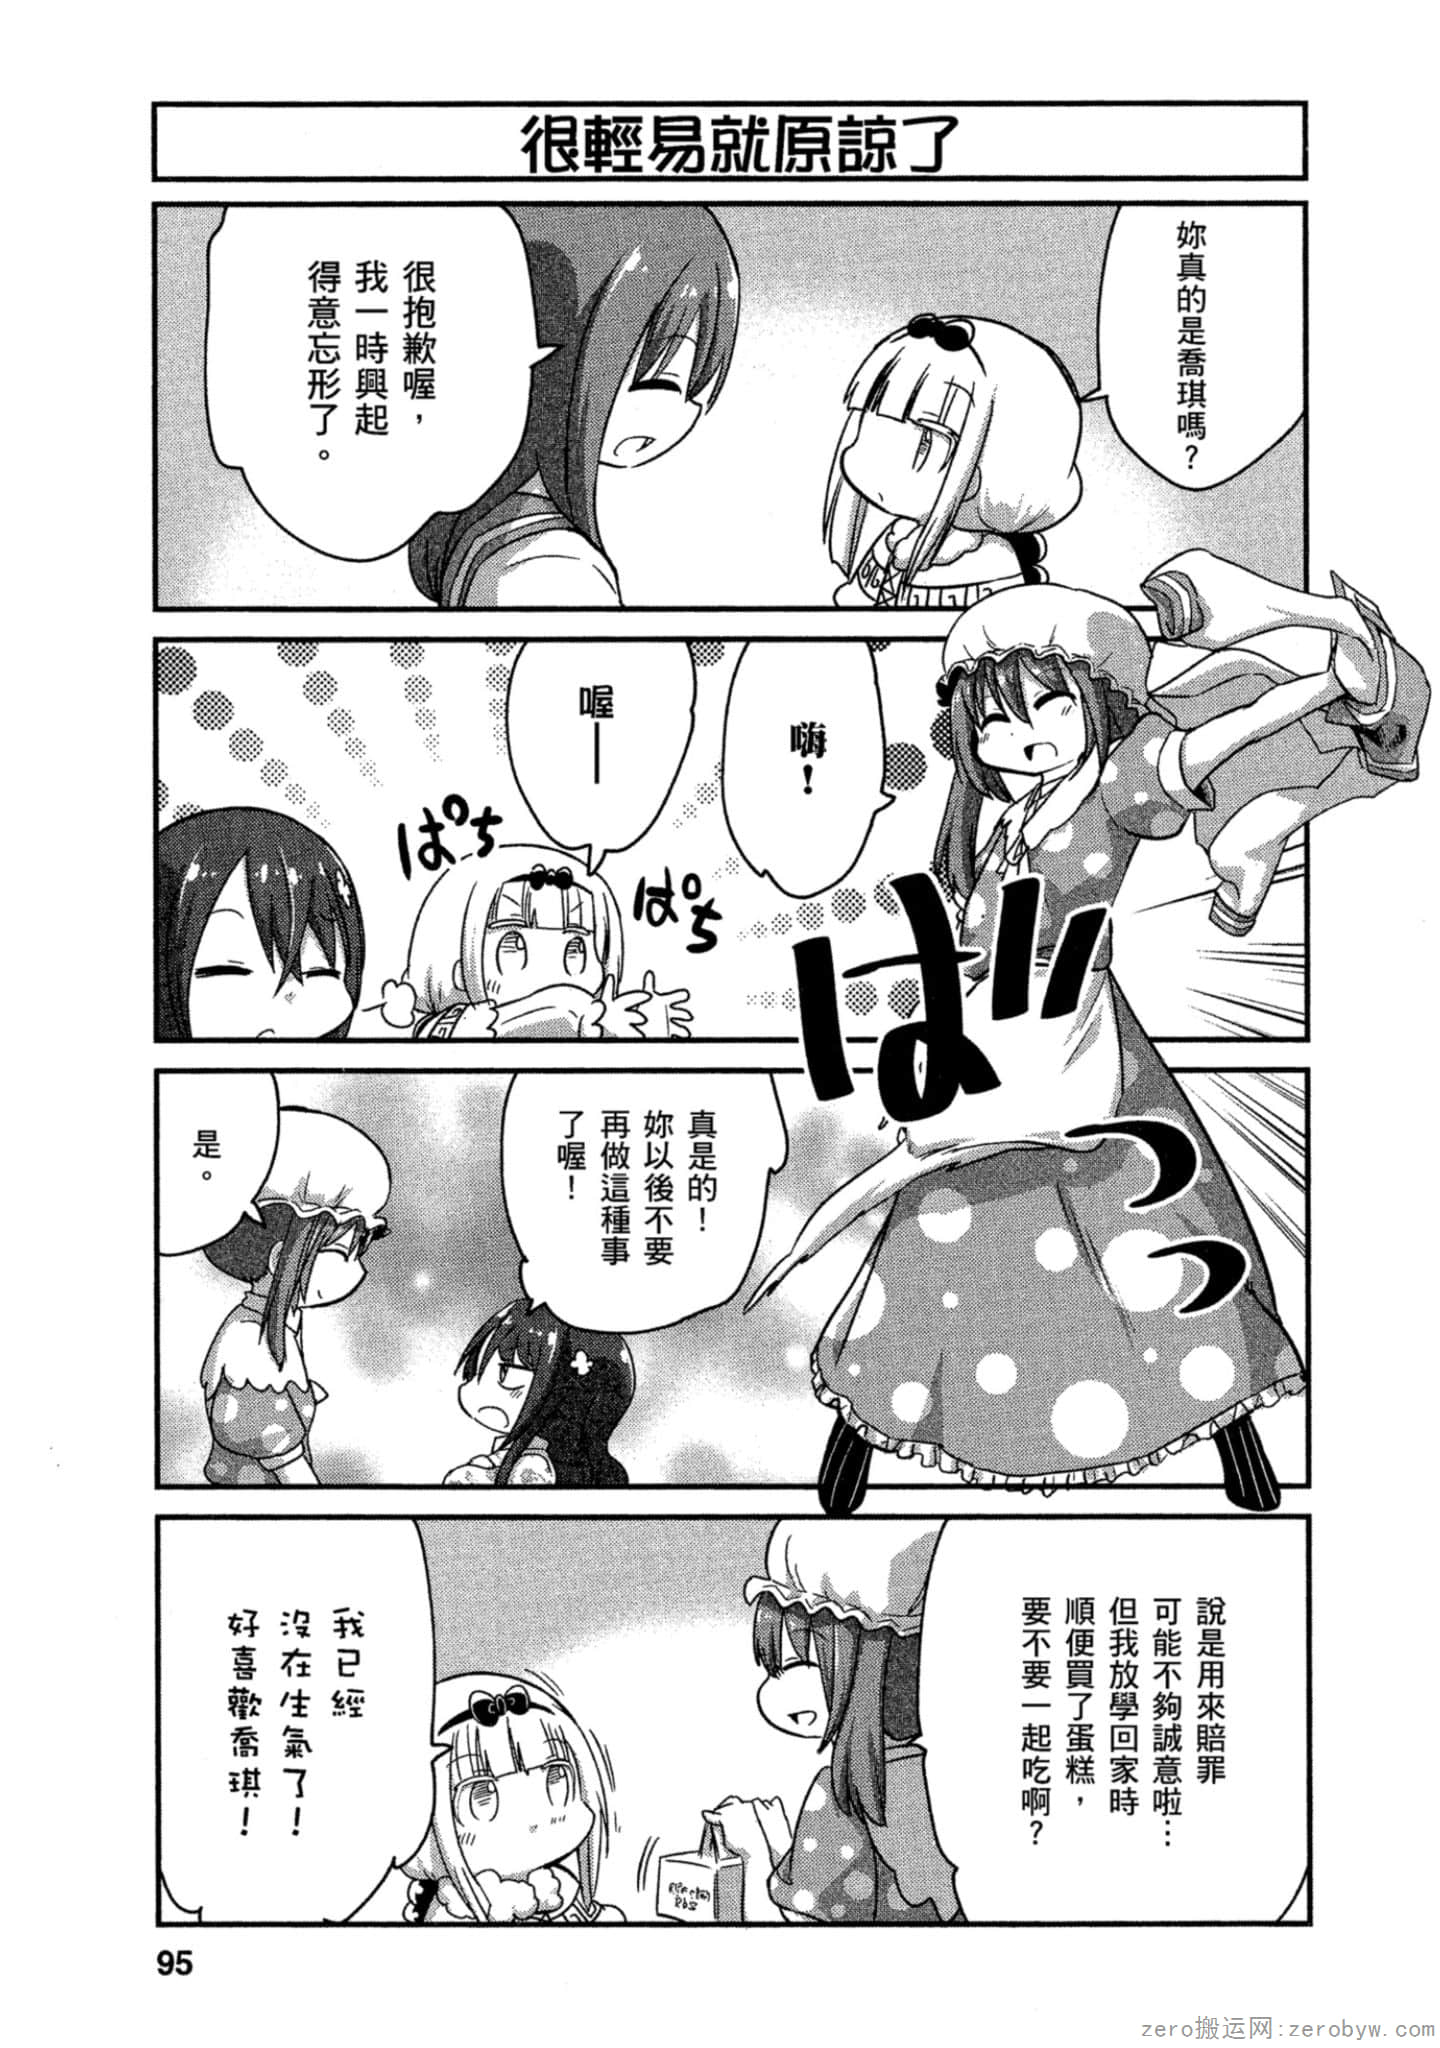 很輕易就原諒了
妳真的是喬琪嗎？
很抱歉喔，
我一時興起
得意忘形了。
嗨！
喔——
ぱち
ぱち
ばっ
真是的！
妳以後不要
再做這種事
了喔！
是。
說是用來賠罪
可能不夠誠意啦…
但我放學回家時
順便買了蛋糕，
要不要一起吃啊？
我已經
沒在生氣了！
好喜歡喬琪！
95
zero搬运网:zerobyw.com